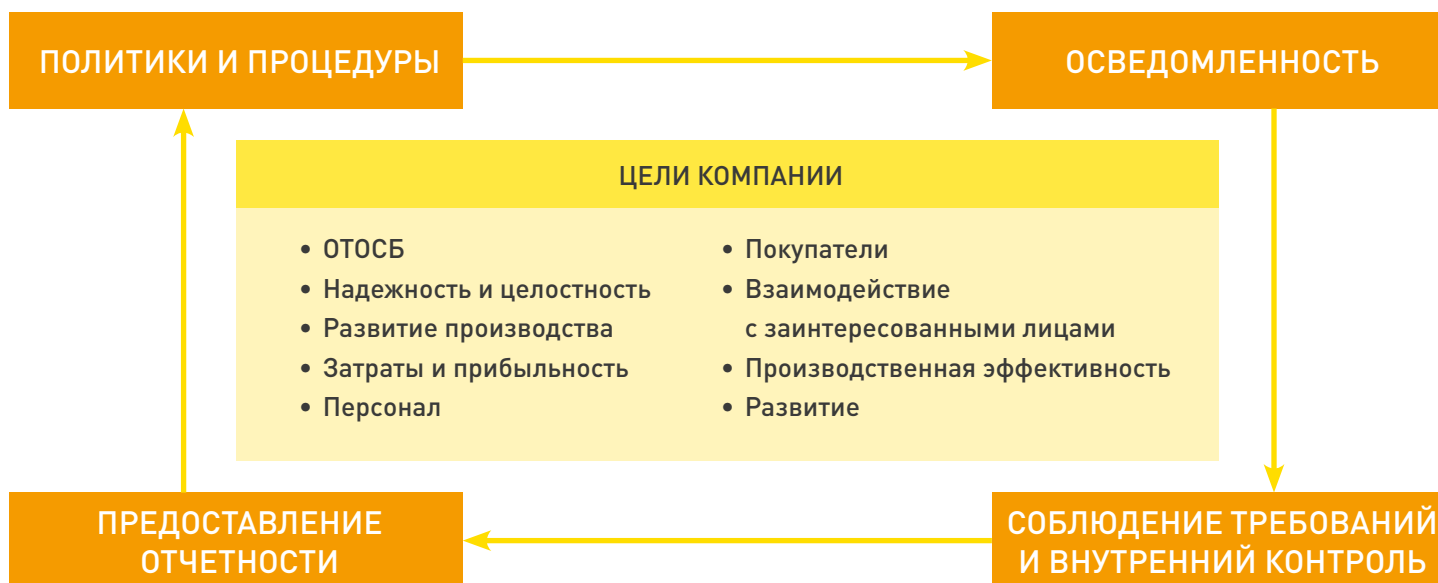 ПОЛИТИКИ И ПРОЦЕДУРЫ
ОСВЕДОМЛЕННОСТЬ
ЦЕЛИ КОМПАНИИ
• ОТОСБ
• Надежность и целостность
• Развитие производства
• Затраты и прибыльность
• Персонал
• Покупатели
• Взаимодействие
с заинтересованными лицами
• Производственная эффективность
• Развитие
ПРЕДОСТАВЛЕНИЕ
ОТЧЕТНОСТИ
СОБЛЮДЕНИЕ ТРЕБОВАНИЙ
И ВНУТРЕННИЙ КОНТРОЛЬ